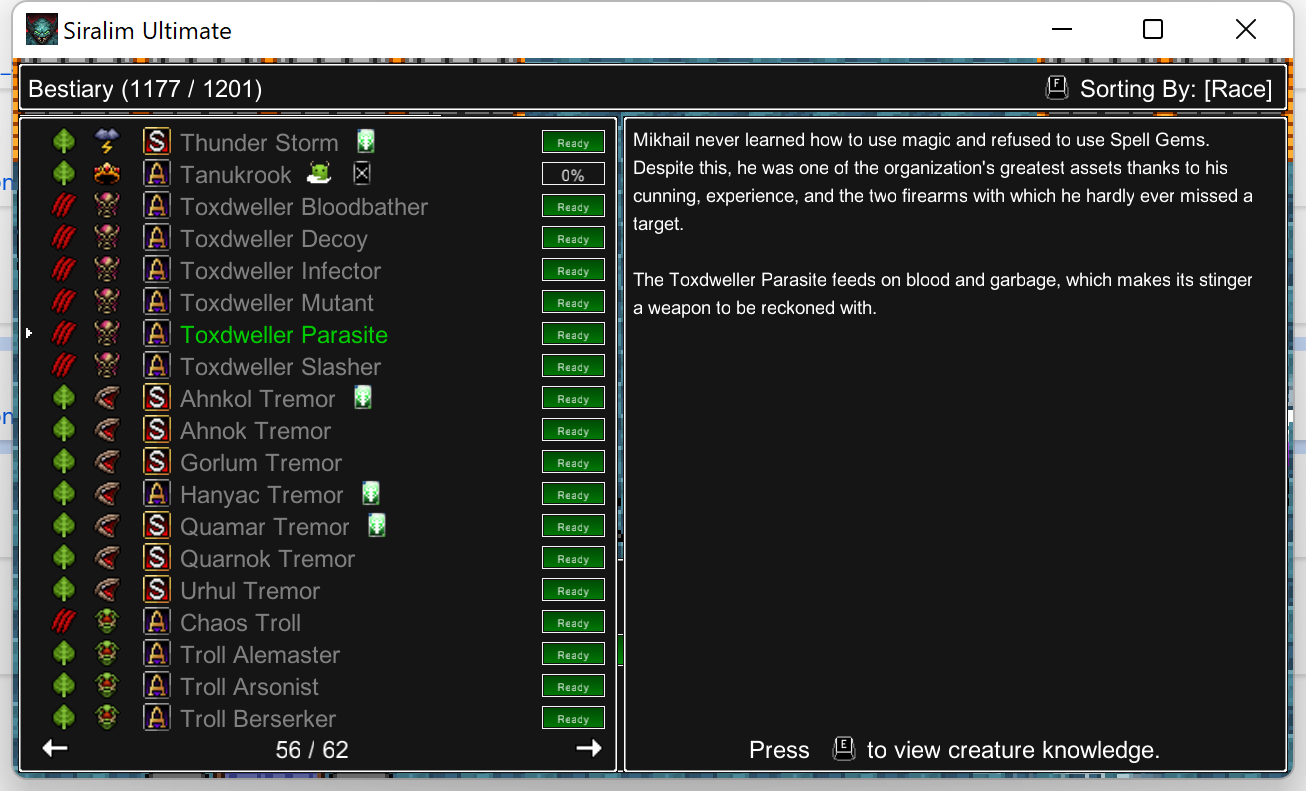 Siralim Ultimate
Bestiary (1177 / 1201)
F Sorting By: [Race]
S Thunder Storm Ready
A Tanukrook 0%
A Toxdweller Bloodbather Ready
A Toxdweller Decoy Ready
A Toxdweller Infector Ready
A Toxdweller Mutant Ready
A Toxdweller Parasite Ready
A Toxdweller Slasher Ready
S Ahnkol Tremor Ready
S Ahnok Tremor Ready
S Gorlum Tremor Ready
A Hanyac Tremor Ready
S Quamar Tremor Ready
S Quarnok Tremor Ready
S Urhul Tremor Ready
A Chaos Troll Ready
A Troll Alemaster Ready
A Troll Arsonist Ready
A Troll Berserker Ready
56 / 62
Mikhail never learned how to use magic and refused to use Spell Gems.
Despite this, he was one of the organization's greatest assets thanks to his
cunning, experience, and the two firearms with which he hardly ever missed a
target.
The Toxdweller Parasite feeds on blood and garbage, which makes its stinger
a weapon to be reckoned with.
Press E to view creature knowledge.